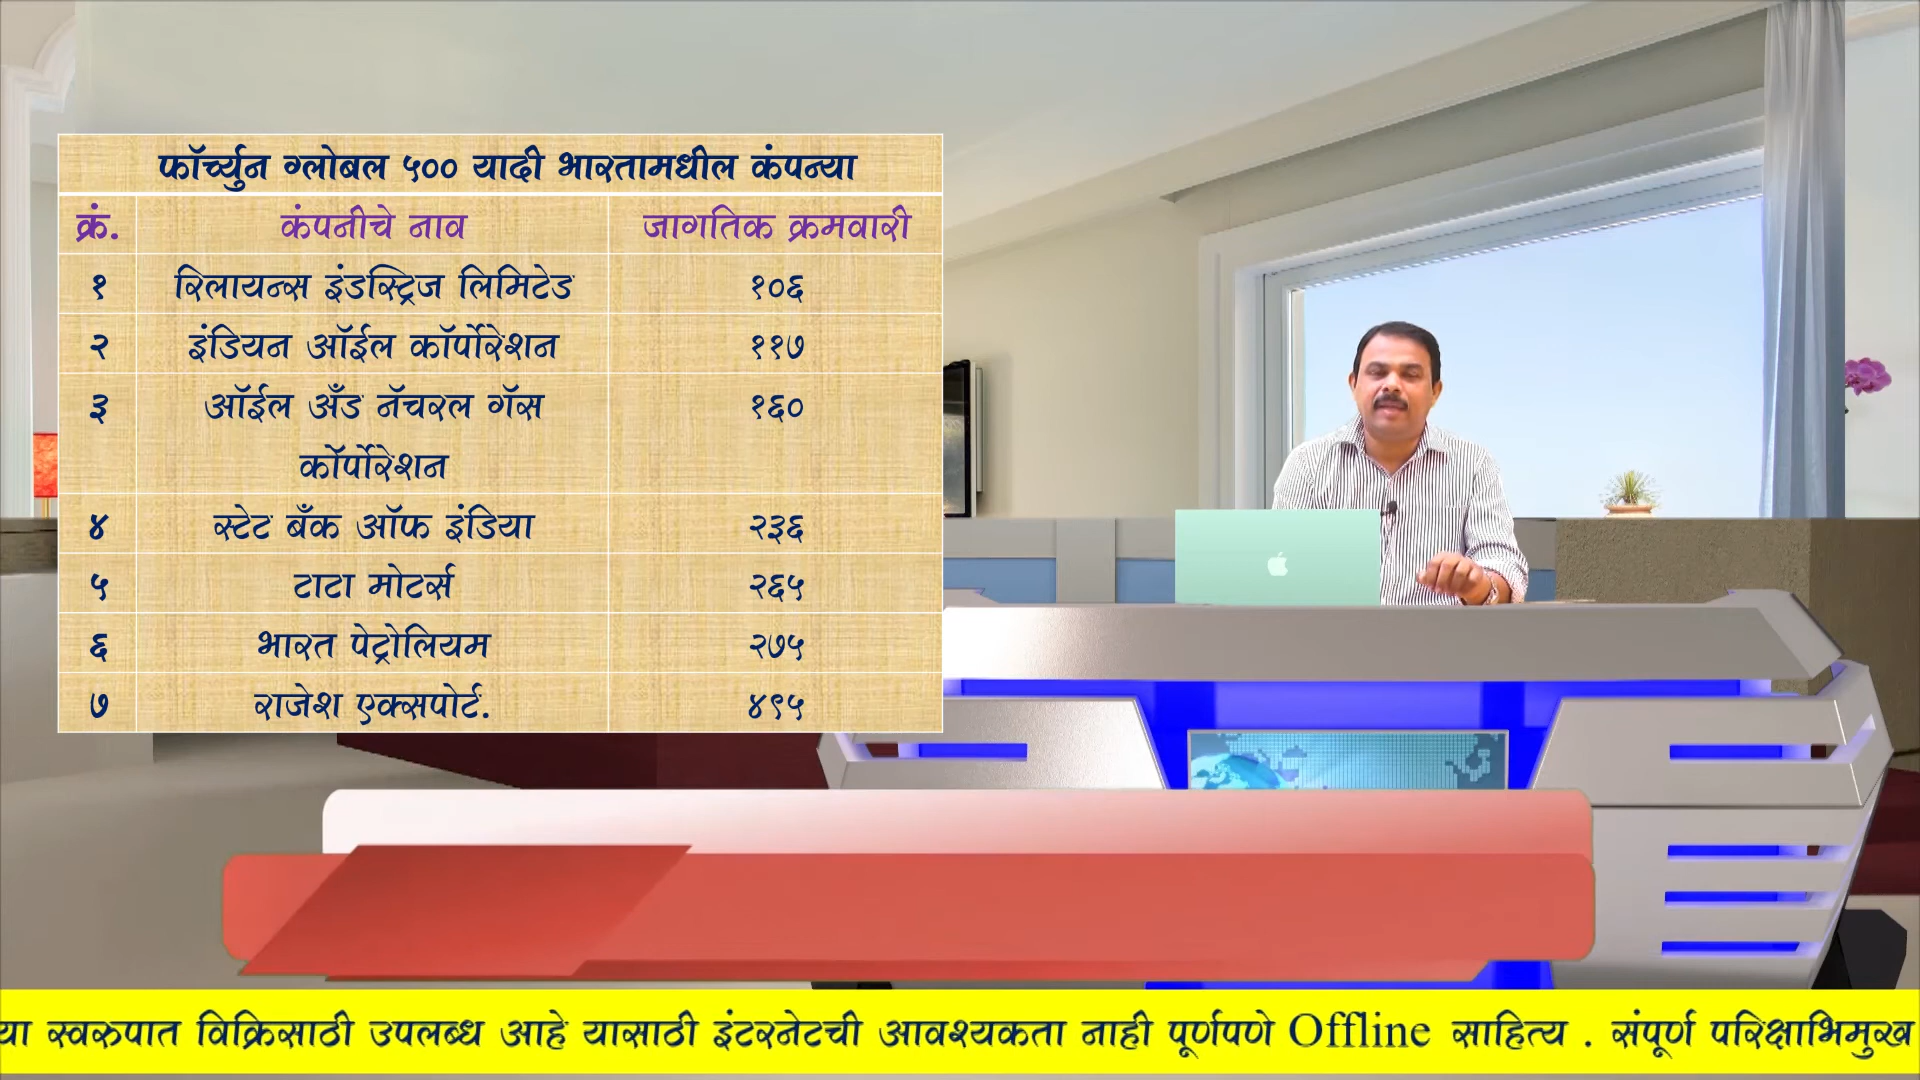 फॉर्च्युन ग्लोबल ५०० यादी भारतामधील कंपन्या
क्रं. कंपनीचे नाव जागतिक क्रमवारी
१ रिलायन्स इंडस्ट्रिज लिमिटेड १०६
२ इंडियन ऑईल कॉर्पोरेशन ११७
३ ऑईल अँड नॅचरल गॅस १६०
कॉर्पोरेशन
४ स्टेट बँक ऑफ इंडिया २३६
५ टाटा मोटर्स २६५
६ भारत पेट्रोलियम २७५
७ राजेश एक्सपोर्ट. ४९५
या स्वरुपात विक्रिसाठी उपलब्ध आहे यासाठी इंटरनेटची आवश्यकता नाही पूर्णपणे Offline साहित्य . संपूर्ण परिक्षाभिमुख